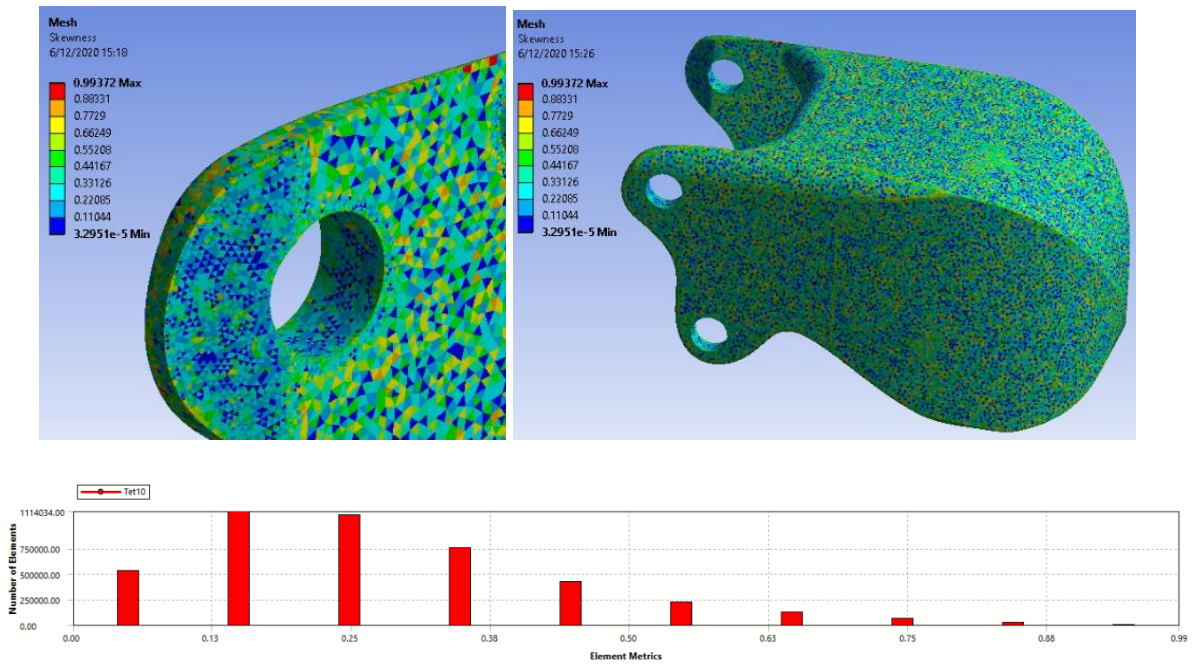 Mesh
Skewness
6/12/2020 15:18
0.99372 Max
0.88331
0.7729
0.66249
0.55208
0.44167
0.33126
0.22085
0.11044
3.2951e-5 Min
Mesh
Skewness
6/12/2020 15:26
0.99372 Max
0.88331
0.7729
0.66249
0.55208
0.44167
0.33126
0.22085
0.11044
3.2951e-5 Min
Tet10
Number of Elements
1114034.00
750000.00
500000.00
250000.00
0.00
0.00 0.13 0.25 0.38 0.50 0.63 0.75 0.88 0.99
Element Metrics